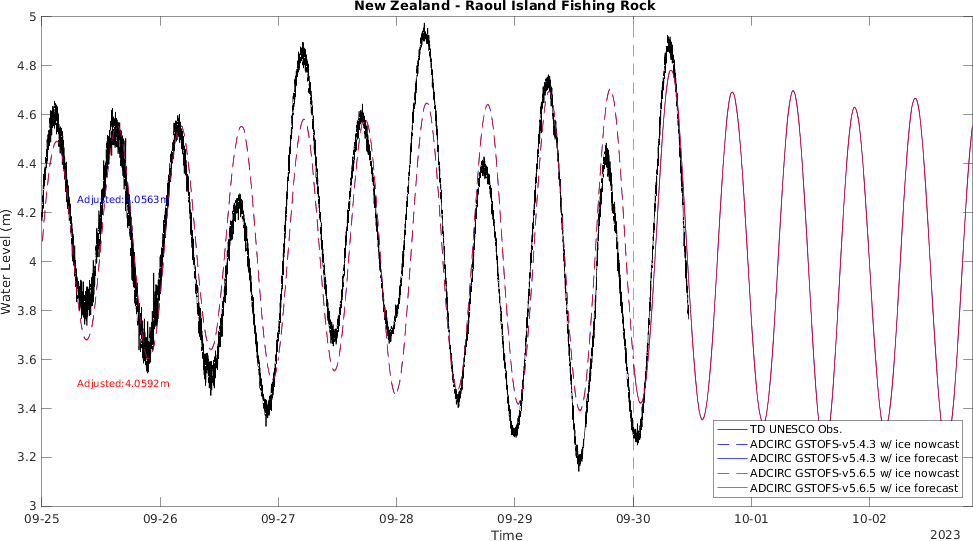 New Zealand - Raoul Island Fishing Rock
5
4.8
4.6
4.4
4.2
4
3.8
3.6
3.4
3.2
3
Water Level (m)
Adjusted:4.0563m
Adjusted:4.0592m
TD UNESCO Obs.
ADCIRC GSTOFS-v5.4.3 w/ ice nowcast
ADCIRC GSTOFS-v5.4.3 w/ ice forecast
ADCIRC GSTOFS-v5.6.5 w/ ice nowcast
ADCIRC GSTOFS-v5.6.5 w/ ice forecast
09-25 09-26 09-27 09-28 09-29 09-30 10-01 10-02
Time
2023